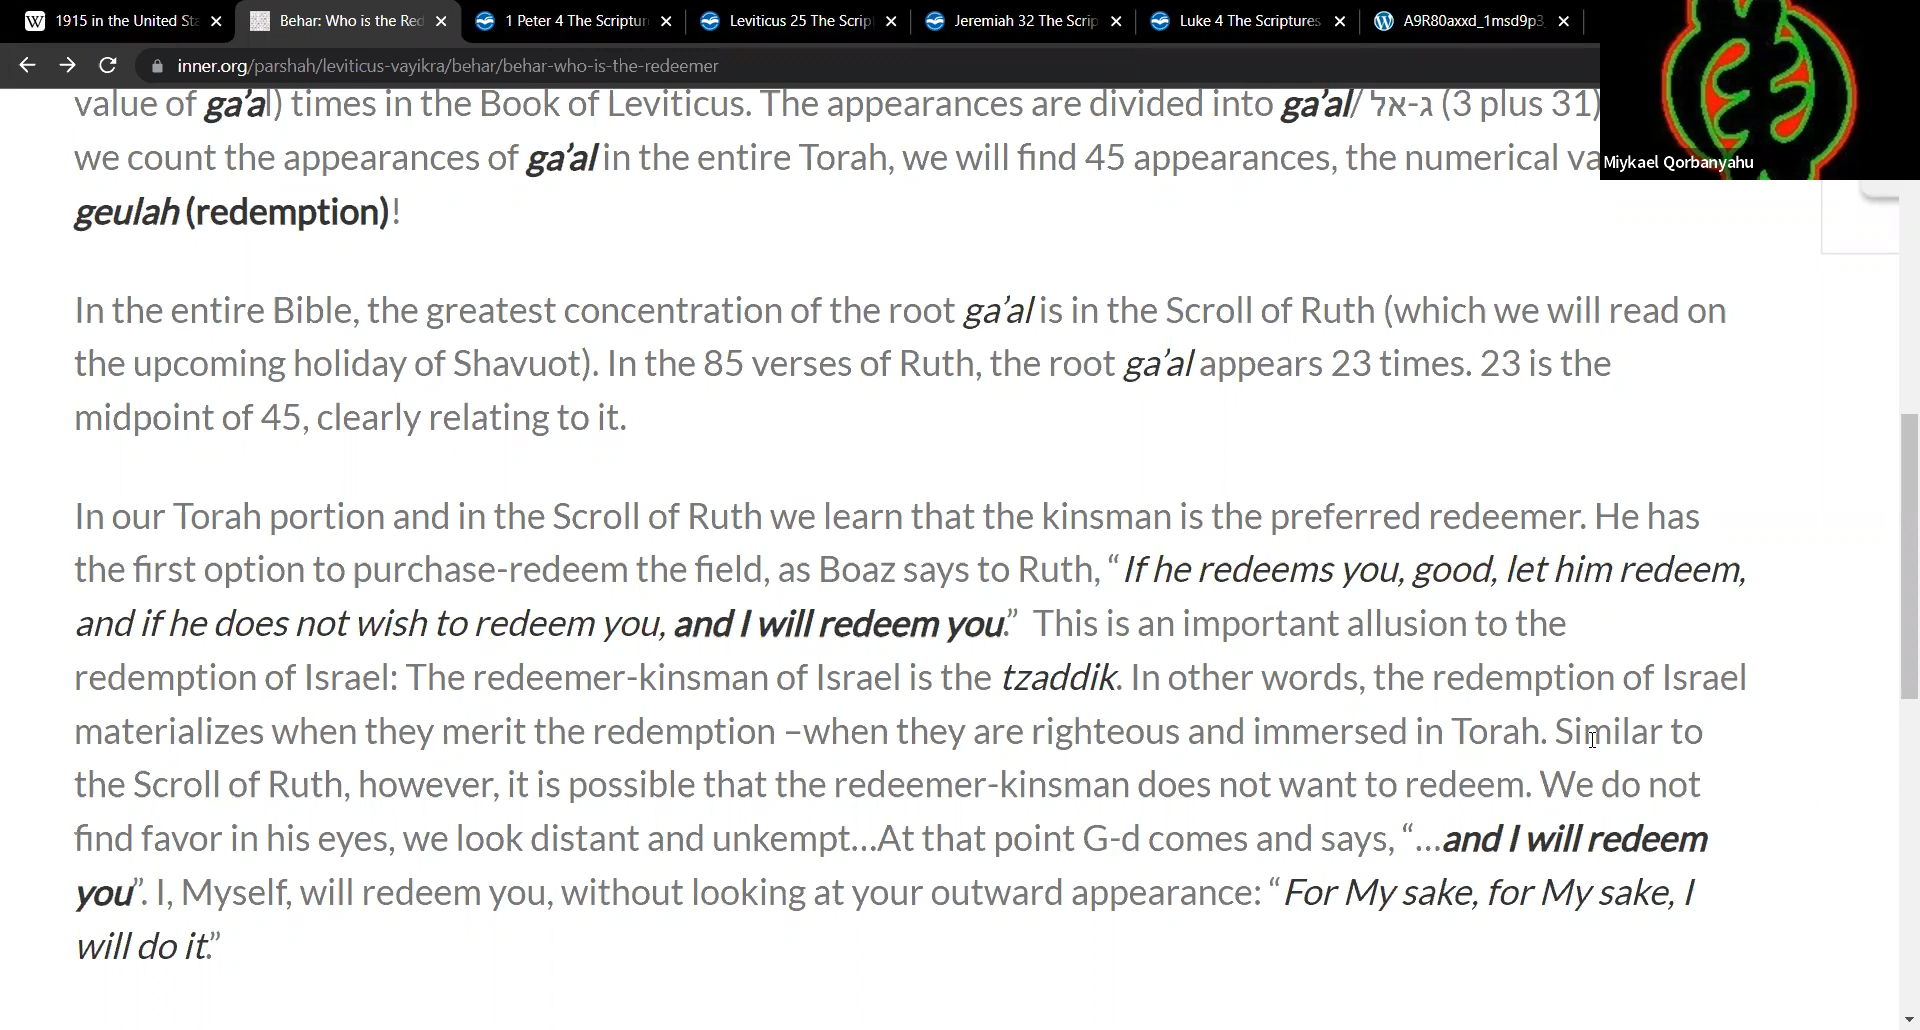 1915 in the United St
Behar: Who is the Red
1 Peter 4 The Scriptur
Leviticus 25 The Script
Jeremiah 32 The Scrip
Luke 4 The Scriptures
A9R80axxd_1msd9p3
inner.org/parshah/leviticus-vayikra/behar/behar-who-is-the-redeemer
Miykael Qorbanyahu
value of ga’al) times in the Book of Leviticus. The appearances are divided into ga’al/ ג-אל (3 plus 31)
we count the appearances of ga’al in the entire Torah, we will find 45 appearances, the numerical va
geulah (redemption)!
In the entire Bible, the greatest concentration of the root ga’al is in the Scroll of Ruth (which we will read on
the upcoming holiday of Shavuot). In the 85 verses of Ruth, the root ga’al appears 23 times. 23 is the
midpoint of 45, clearly relating to it.
In our Torah portion and in the Scroll of Ruth we learn that the kinsman is the preferred redeemer. He has
the first option to purchase-redeem the field, as Boaz says to Ruth, “If he redeems you, good, let him redeem,
and if he does not wish to redeem you, and I will redeem you.” This is an important allusion to the
redemption of Israel: The redeemer-kinsman of Israel is the tzaddik. In other words, the redemption of Israel
materializes when they merit the redemption –when they are righteous and immersed in Torah. Similar to
the Scroll of Ruth, however, it is possible that the redeemer-kinsman does not want to redeem. We do not
find favor in his eyes, we look distant and unkempt…At that point G-d comes and says, “…and I will redeem
you”. I, Myself, will redeem you, without looking at your outward appearance: “For My sake, for My sake, I
will do it.”